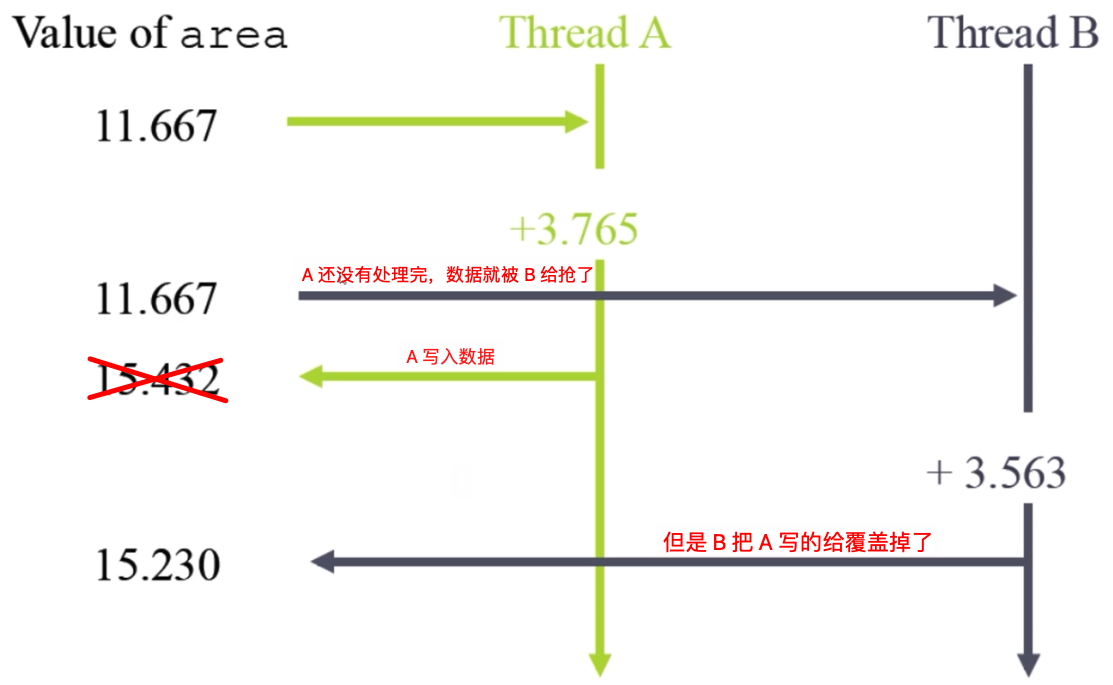 Value of area Thread A Thread B
11.667
+3.765
A 还没有处理完，数据就被 B 给抢了
11.667
A 写入数据
15.432
+ 3.563
但是 B 把 A 写的给覆盖掉了
15.230